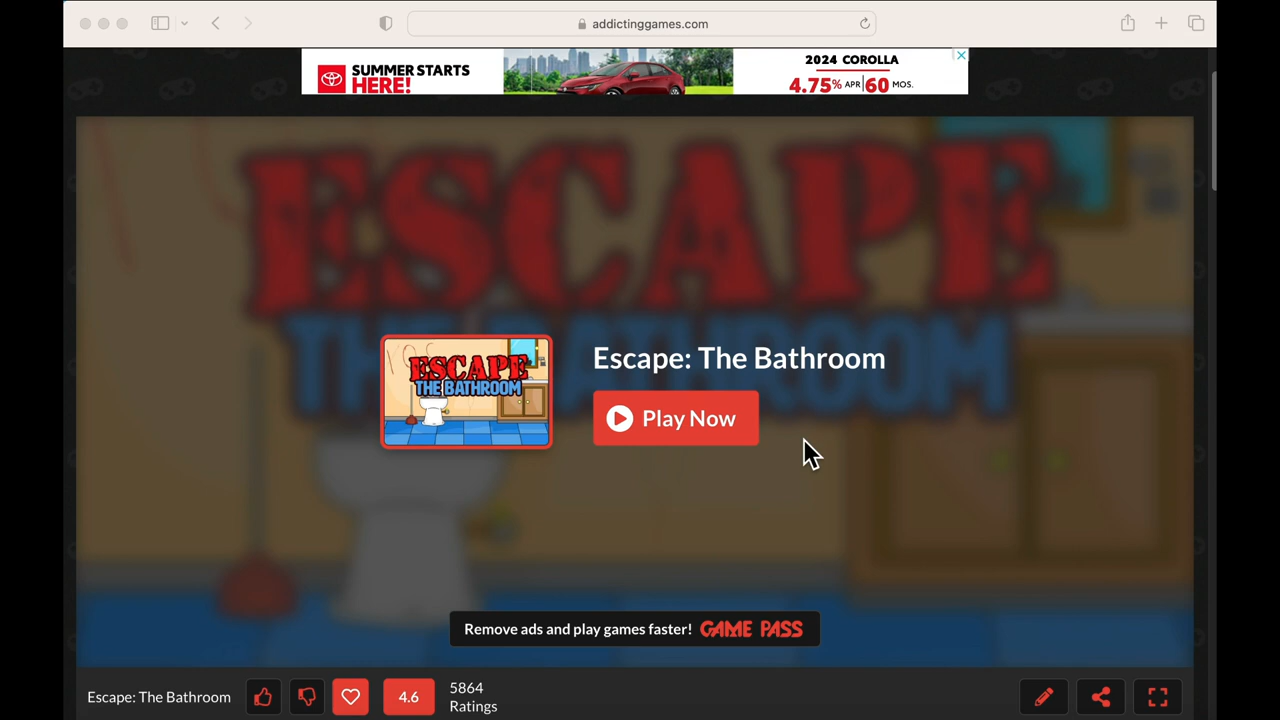 addictinggames.com
SUMMER STARTS
HERE!
2024 COROLLA
4.75% APR 60 MOS.
ESCAPE
THE BATHROOM
ESCAPE
THE BATHROOM
Escape: The Bathroom
Play Now
Remove ads and play games faster! GAME PASS
Escape: The Bathroom
4.6
5864
Ratings